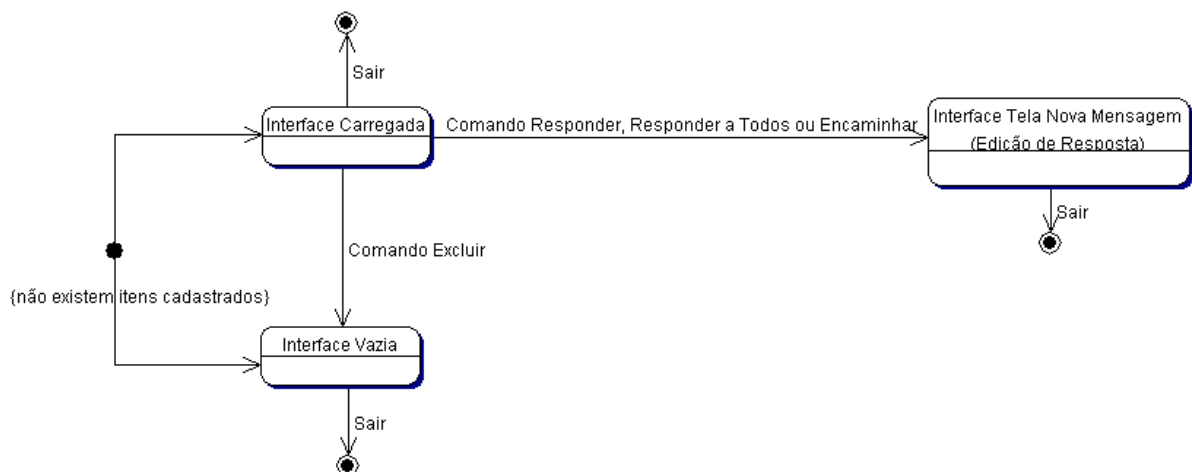 Sair
Interface Carregada
Comando Responder, Responder a Todos ou Encaminhar
Interface Tela Nova Mensagem
(Edição de Resposta)
Sair
Comando Excluir
{não existem itens cadastrados}
Interface Vazia
Sair